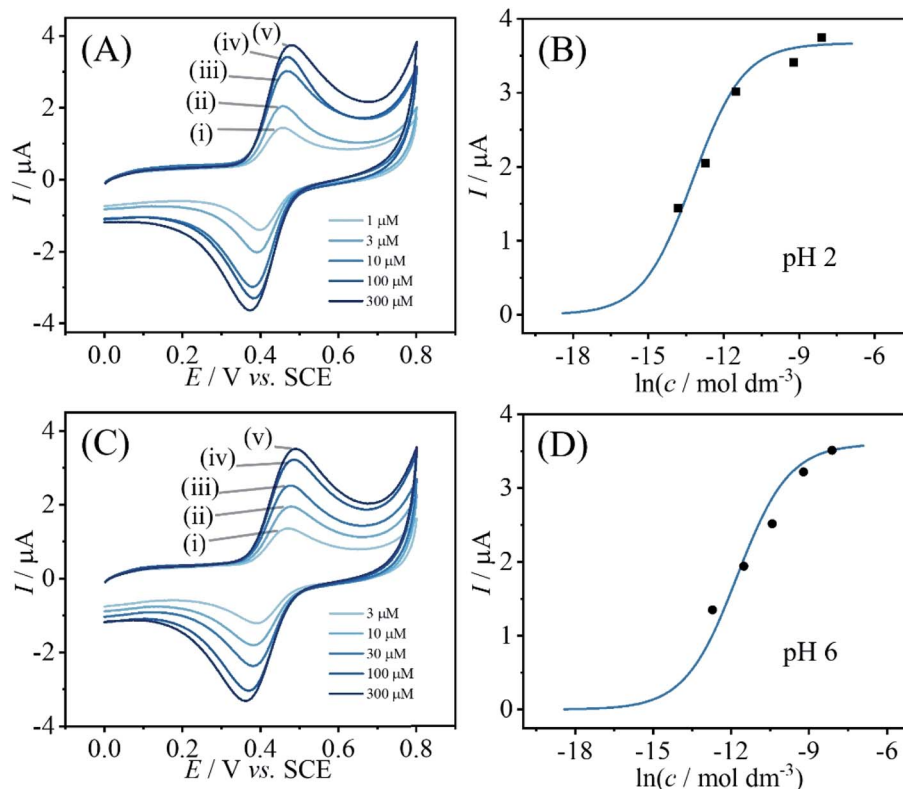 (A)
(v)
(iv)
(iii)
(ii)
(i)
4
2
0
-2
-4
I / μA
1 μM
3 μM
10 μM
100 μM
300 μM
0.0 0.2 0.4 0.6 0.8
E / V vs. SCE
(B)
4
3
2
1
0
I / μA
pH 2
-18 -15 -12 -9 -6
ln(c / mol dm-3)
(C)
(v)
(iv)
(iii)
(ii)
(i)
4
2
0
-2
-4
I / μA
3 μM
10 μM
30 μM
100 μM
300 μM
0.0 0.2 0.4 0.6 0.8
E / V vs. SCE
(D)
4
3
2
1
0
I / μA
pH 6
-18 -15 -12 -9 -6
ln(c / mol dm-3)